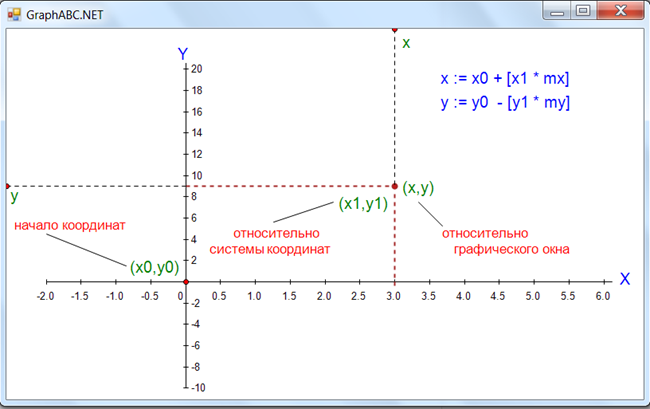 GraphABC.NET
x
Y
x := x0 + [x1 * mx]
y := y0 - [y1 * my]
20
18
16
14
12
10
8
6
4
2
y
(x,y)
(x1,y1)
начало координат
относительно
системы координат
относительно
графического окна
(x0,y0)
X
-2.0 -1.5 -1.0 -0.5 0 0.5 1.0 1.5 2.0 2.5 3.0 3.5 4.0 4.5 5.0 5.5 6.0
-2
-4
-6
-8
-10